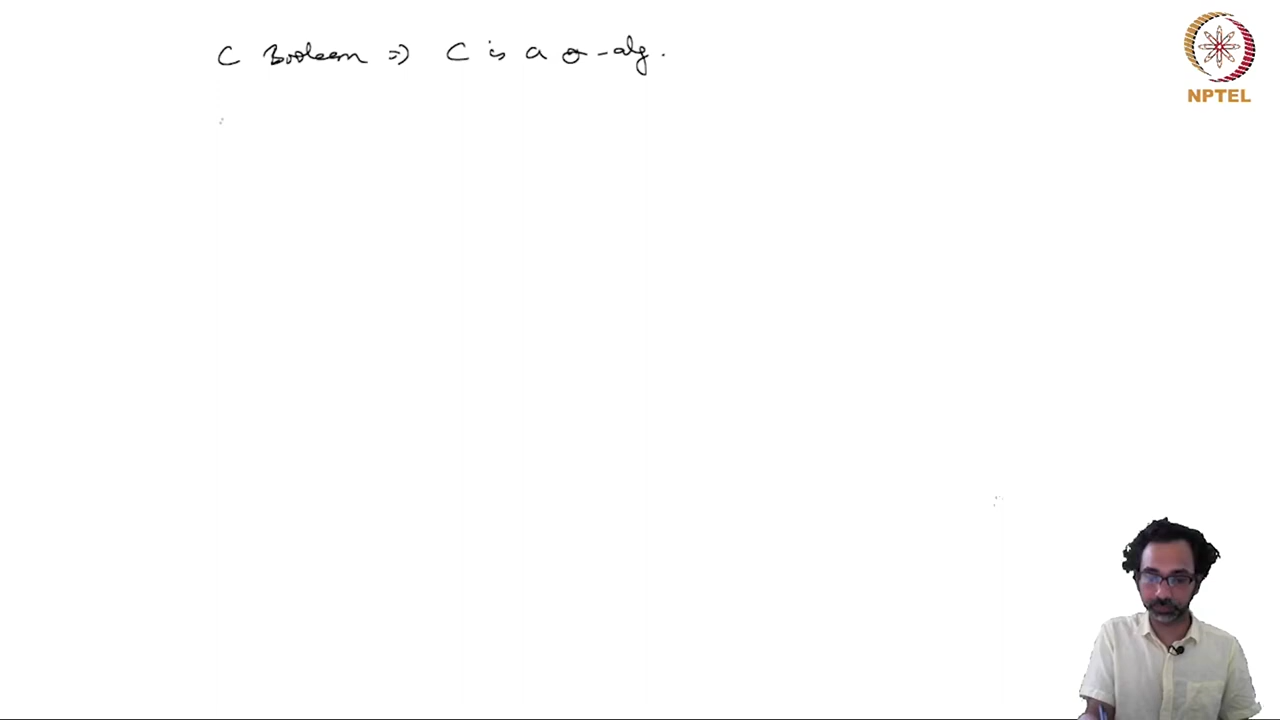 C Boolean ⇒ C is a σ-alg.
NPTEL